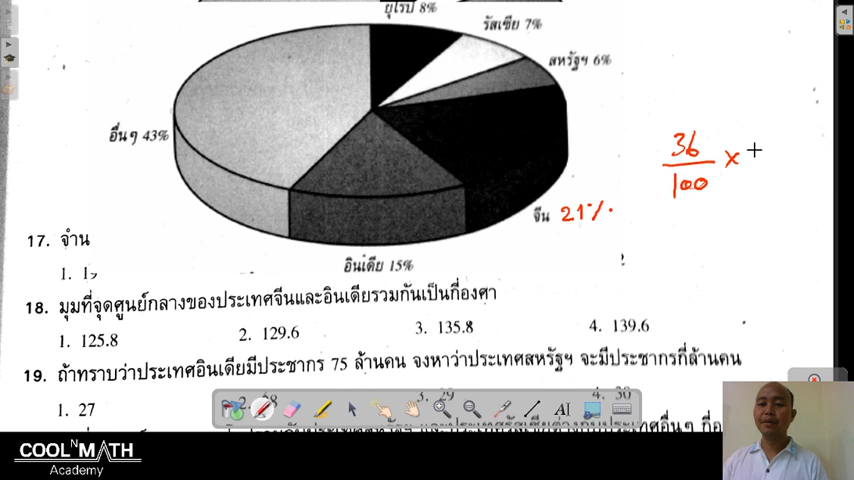 ยุโรป 8%
รัสเซีย 7%
สหรัฐฯ 6%
อื่นๆ 43%
36
100
x
จีน 21%
17. จำน
1.
อินเดีย 15%
18. มุมที่จุดศูนย์กลางของประเทศจีนและอินเดียรวมกันเป็นกี่องศา
1. 125.8 2. 129.6 3. 135.8 4. 139.6
19. ถ้าทราบว่าประเทศอินเดียมีประชากร 75 ล้านคน จงหาว่าประเทศสหรัฐฯ จะมีประชากรกี่ล้านคน
1. 27 3. 29 4. 30
COOL N MATH
Academy